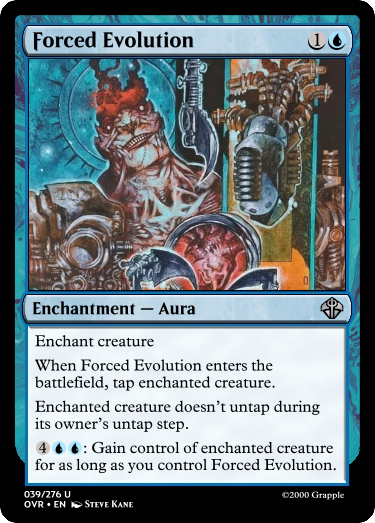 Forced Evolution 1
Enchantment — Aura
Enchant creature
When Forced Evolution enters the
battlefield, tap enchanted creature.
Enchanted creature doesn't untap during
its owner's untap step.
4: Gain control of enchanted creature
for as long as you control Forced Evolution.
039/276 U
OVR • EN Steve Kane
©2000 Grapple